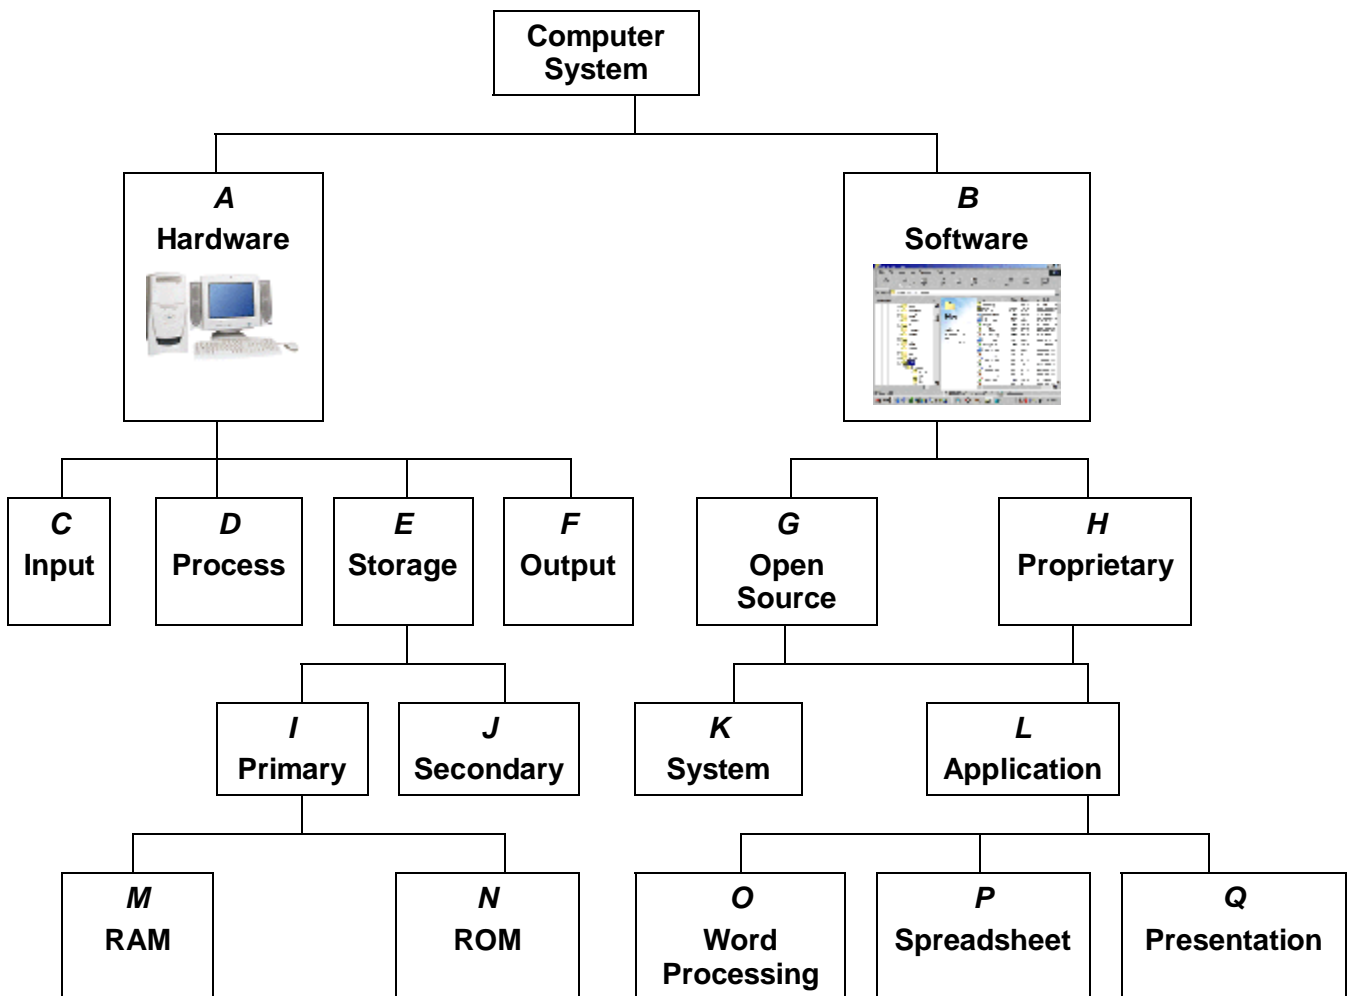 Computer
System
A
Hardware
B
Software
C
Input
D
Process
E
Storage
F
Output
G
Open
Source
H
Proprietary
I
Primary
J
Secondary
K
System
L
Application
M
RAM
N
ROM
O
Word
Processing
P
Spreadsheet
Q
Presentation